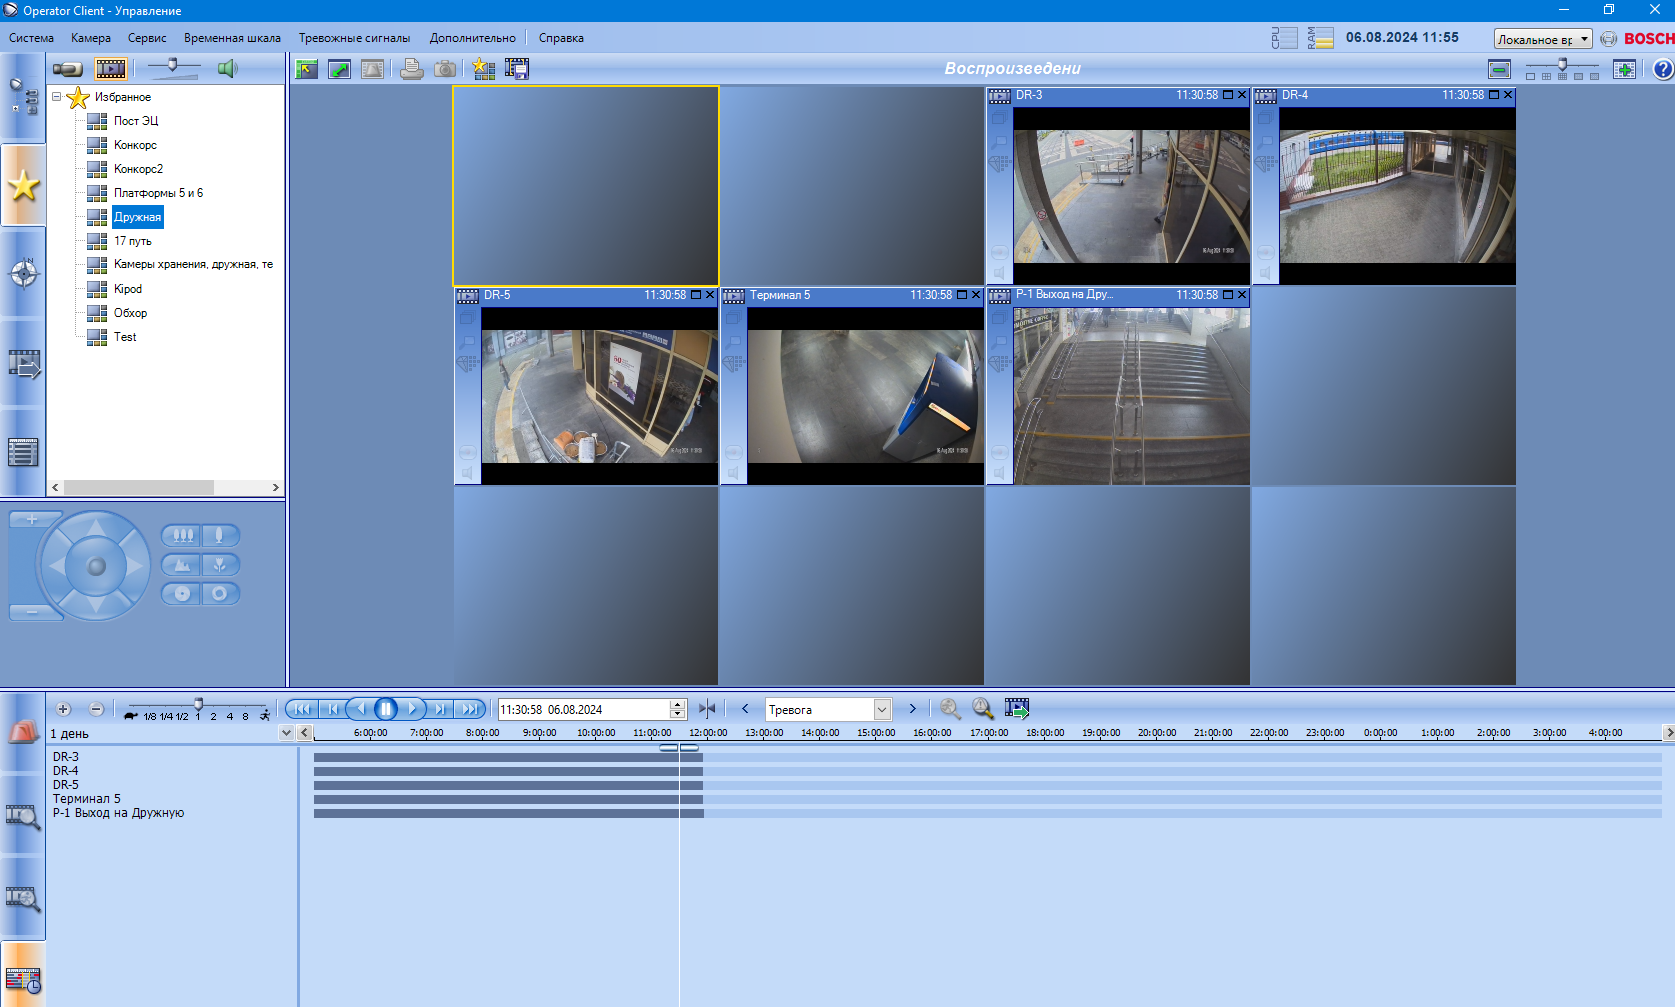 Operator Client - Управление
Система Камера Сервис Временная шкала Тревожные сигналы Дополнительно Справка
CPU RAM 06.08.2024 11:55 Локальное вр BOSCH
Воспроизведени
Избранное
Пост ЭЦ
Конкорс
Конкорс2
Платформы 5 и 6
Дружная
17 путь
Камеры хранения, дружная, те
Kipod
Обхор
Test
DR-3 11:30:58
DR-4 11:30:58
DR-5 11:30:58
Терминал 5 11:30:58
P-1 Выход на Дру... 11:30:58
1/8 1/4 1/2 1 2 4 8
11:30:58 06.08.2024
Тревога
1 день
6:00:00 7:00:00 8:00:00 9:00:00 10:00:00 11:00:00 12:00:00 13:00:00 14:00:00 15:00:00 16:00:00 17:00:00 18:00:00 19:00:00 20:00:00 21:00:00 22:00:00 23:00:00 0:00:00 1:00:00 2:00:00 3:00:00 4:00:00
DR-3
DR-4
DR-5
Терминал 5
P-1 Выход на Дружную